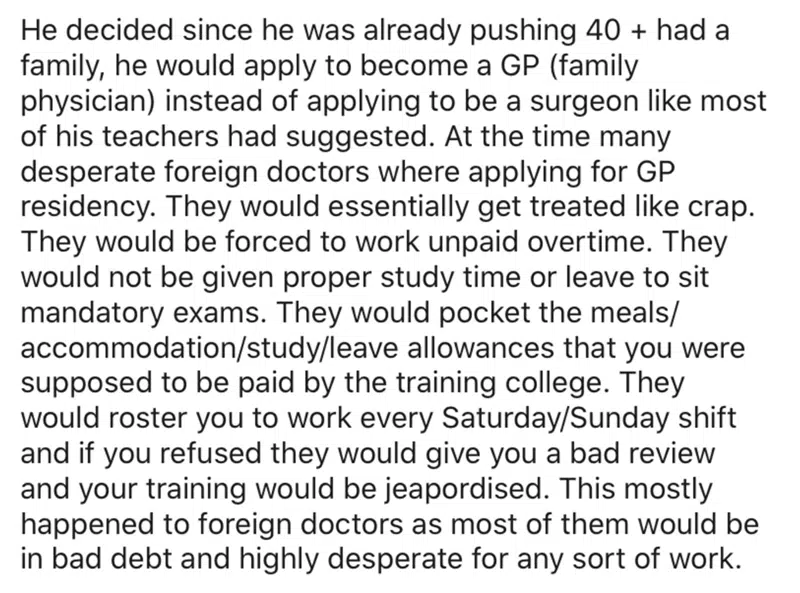 He decided since he was already pushing 40 + had a
family, he would apply to become a GP (family
physician) instead of applying to be a surgeon like most
of his teachers had suggested. At the time many
desperate foreign doctors where applying for GP
residency. They would essentially get treated like crap.
They would be forced to work unpaid overtime. They
would not be given proper study time or leave to sit
mandatory exams. They would pocket the meals/
accommodation/study/leave allowances that you were
supposed to be paid by the training college. They
would roster you to work every Saturday/Sunday shift
and if you refused they would give you a bad review
and your training would be jeapordised. This mostly
happened to foreign doctors as most of them would be
in bad debt and highly desperate for any sort of work.